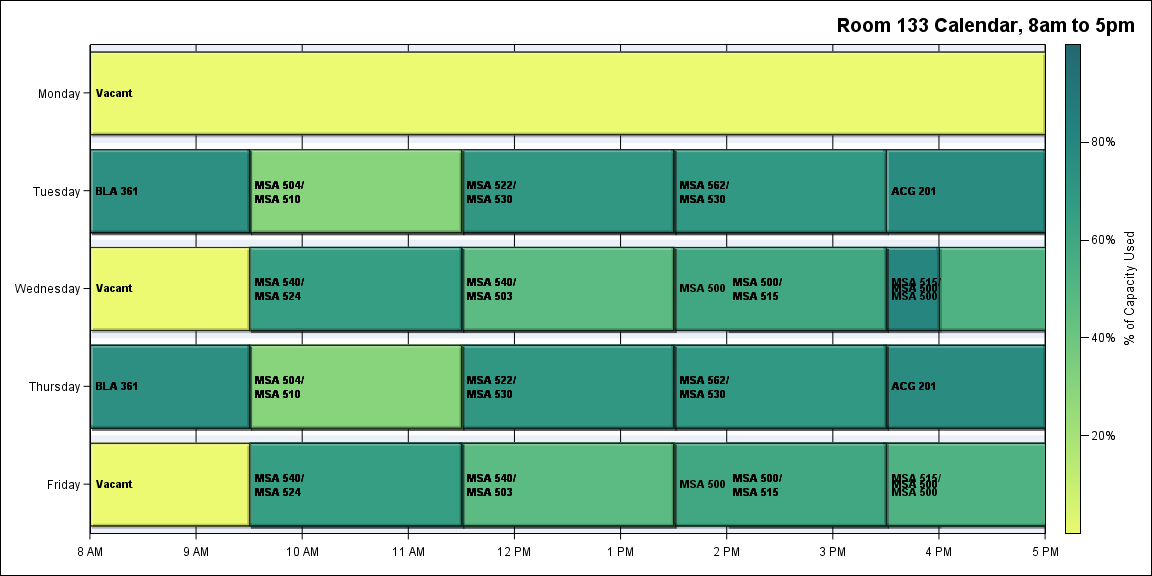 Room 133 Calendar, 8am to 5pm
Monday
Vacant
Tuesday
BLA 361
MSA 504/
MSA 510
MSA 522/
MSA 530
MSA 562/
MSA 530
ACG 201
Wednesday
Vacant
MSA 540/
MSA 524
MSA 540/
MSA 503
MSA 500
MSA 500/
MSA 515
MSA 515/
MSA 500
MSA 500
Thursday
BLA 361
MSA 504/
MSA 510
MSA 522/
MSA 530
MSA 562/
MSA 530
ACG 201
Friday
Vacant
MSA 540/
MSA 524
MSA 540/
MSA 503
MSA 500
MSA 500/
MSA 515
MSA 515/
MSA 500
MSA 500
8 AM
9 AM
10 AM
11 AM
12 PM
1 PM
2 PM
3 PM
4 PM
5 PM
80%
60%
40%
20%
% of Capacity Used